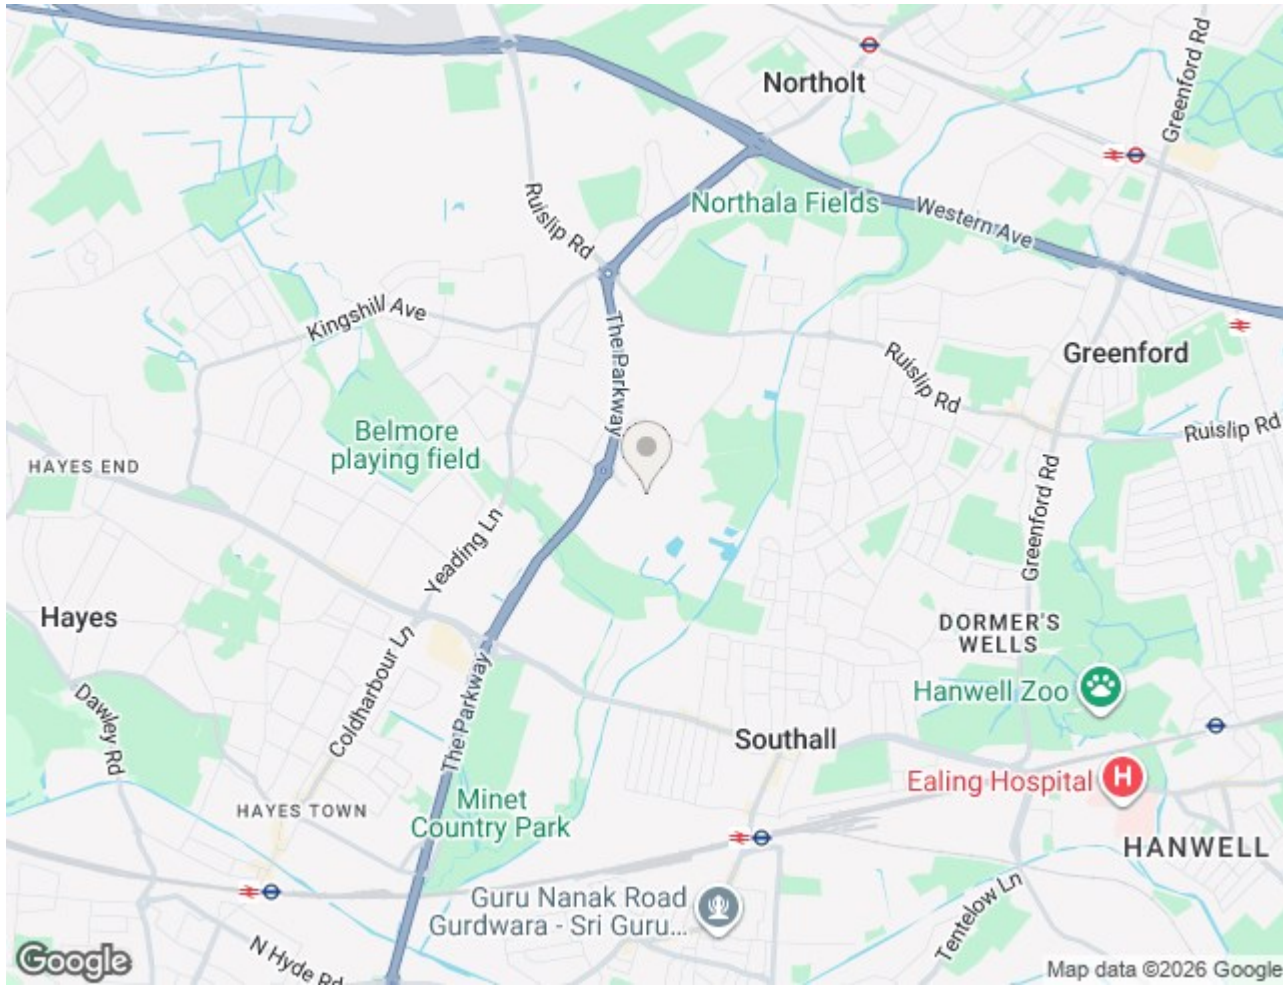 Northolt
Greenford Rd
Northala Fields
Western Ave
Ruislip Rd
Kingshill Ave
The Parkway
Ruislip Rd
Greenford
Ruislip Rd
Belmore
playing field
HAYES END
Yeading Ln
Greenford Rd
Hayes
Coldharbour Ln
The Parkway
Dawley Rd
DORMER'S
WELLS
Hanwell Zoo
Southall
Ealing Hospital
H
HAYES TOWN
Minet
Country Park
HANWELL
Guru Nanak Road
Gurdwara - Sri Guru...
Tentelow Ln
N Hyde Rd
Google
Map data ©2026 Google